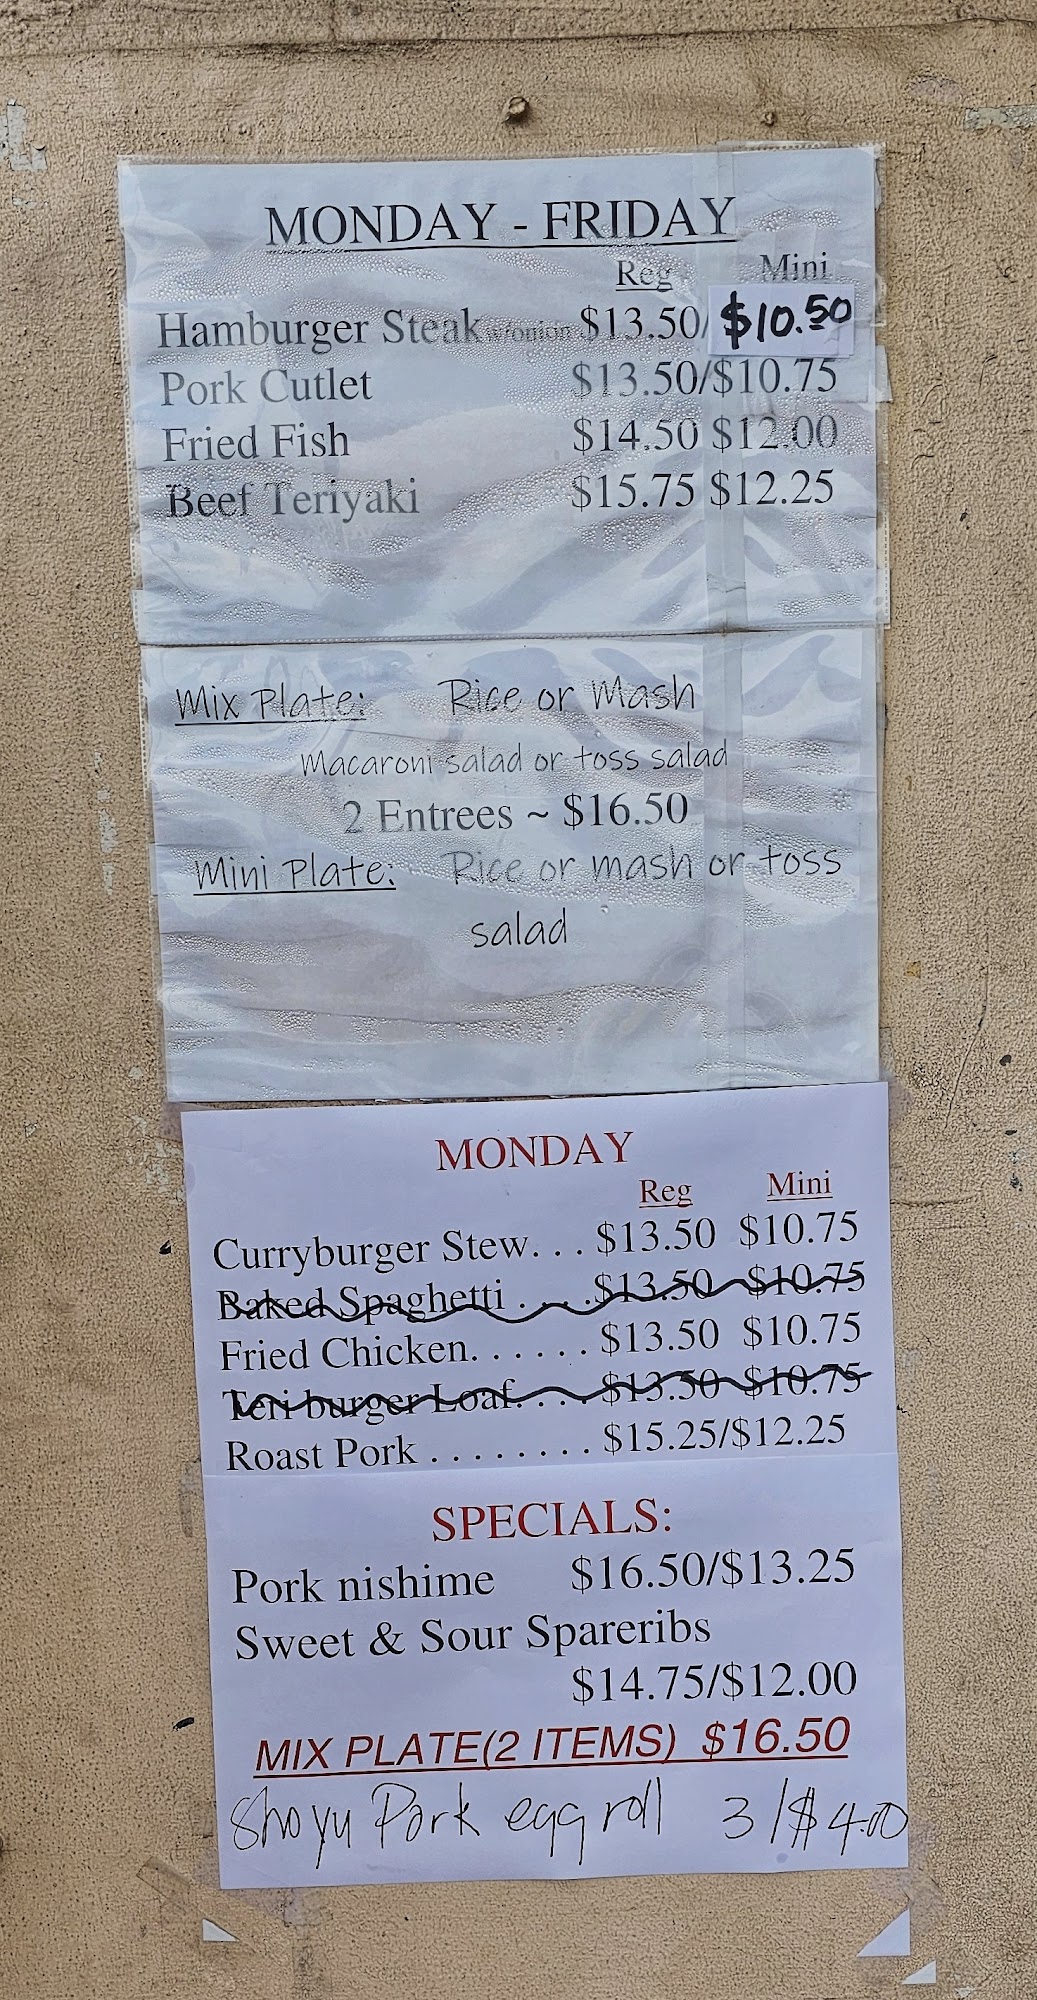 MONDAY - FRIDAY
Reg Mini
Hamburger Steak w/onion $13.50/ $10.50
Pork Cutlet $13.50/$10.75
Fried Fish $14.50 $12.00
Beef Teriyaki $15.75 $12.25
Mix Plate: Rice or Mash
Macaroni salad or toss salad
2 Entrees ~ $16.50
Mini Plate: Rice or mash or toss
salad
MONDAY
Reg Mini
Curryburger Stew. . . $13.50 $10.75
Baked Spaghetti . . . .$13.50 $10.75
Fried Chicken. . . . . . $13.50 $10.75
Teri burger Loaf. . . . $13.50 $10.75
Roast Pork . . . . . . . . $15.25/$12.25
SPECIALS:
Pork nishime $16.50/$13.25
Sweet & Sour Spareribs
$14.75/$12.00
MIX PLATE(2 ITEMS) $16.50
Shoyu Pork egg roll 3/$4.00